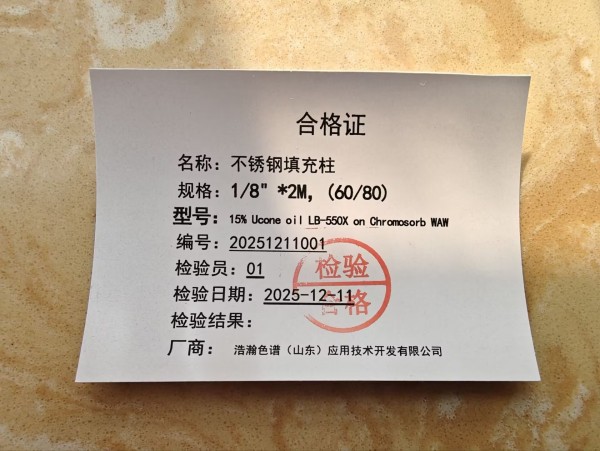 合格证
名称：不锈钢填充柱
规格：1/8" *2M, (60/80)
型号：15% Ucone oil LB-550X on Chromosorb WAW
编号：20251211001
检验员：01
检验日期：2025-12-11
检验结果：
检验
合格
厂商： 浩瀚色谱（山东）应用技术开发有限公司